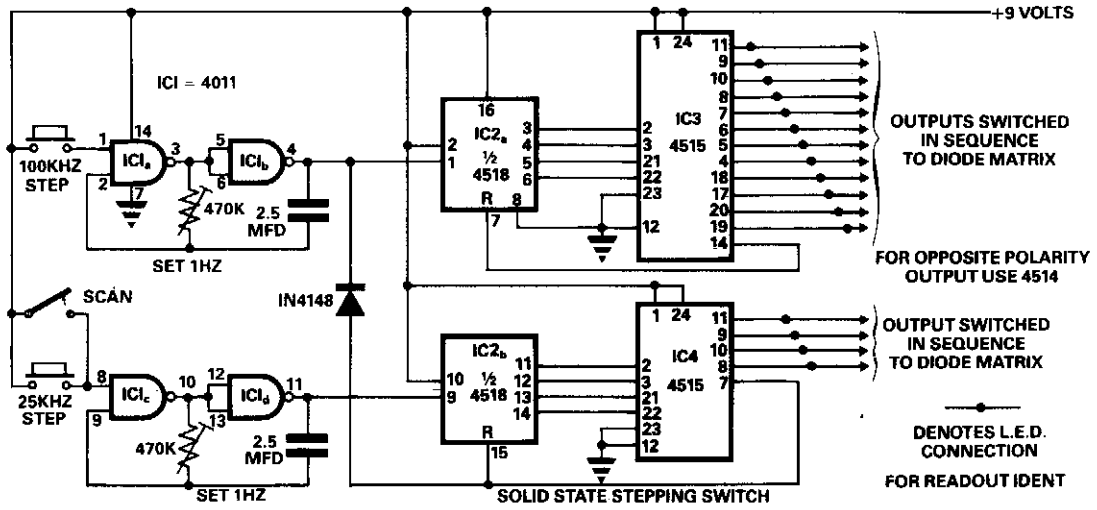 +9 VOLTS
ICI = 4011
100KHZ
STEP
1
2
14
ICIa
7
3
5
6
ICIb
4
470K
2.5
MFD
SET 1HZ
SCAN
25KHZ
STEP
8
9
ICIc
10
12
13
ICId
11
470K
2.5
MFD
SET 1HZ
IN4148
16
2
1
IC2a
½
4518
R
7
8
3
4
5
6
2
3
21
22
23
12
1
24
IC3
4515
11
9
10
8
7
6
5
4
18
17
20
19
14
OUTPUTS SWITCHED
IN SEQUENCE
TO DIODE MATRIX
FOR OPPOSITE POLARITY
OUTPUT USE 4514
10
9
IC2b
½
4518
R
15
11
12
13
14
2
3
21
22
23
12
1
24
IC4
4515
11
9
10
8
7
OUTPUT SWITCHED
IN SEQUENCE
TO DIODE MATRIX
DENOTES L.E.D.
CONNECTION
FOR READOUT IDENT
SOLID STATE STEPPING SWITCH